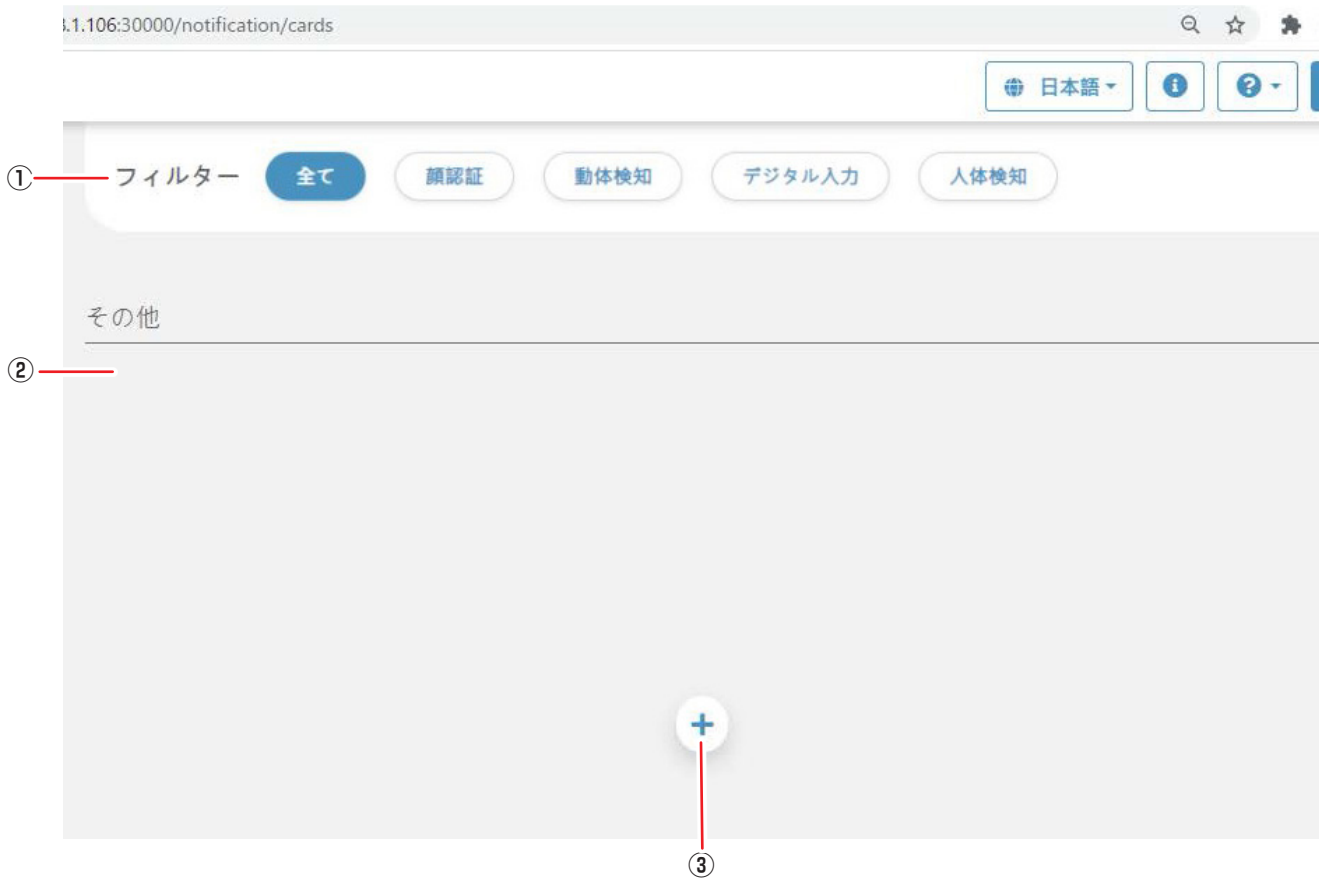 3.1.106:30000/notification/cards
日本語
① フィルター 全て 顔認証 動体検知 デジタル入力 人体検知
その他
②
③